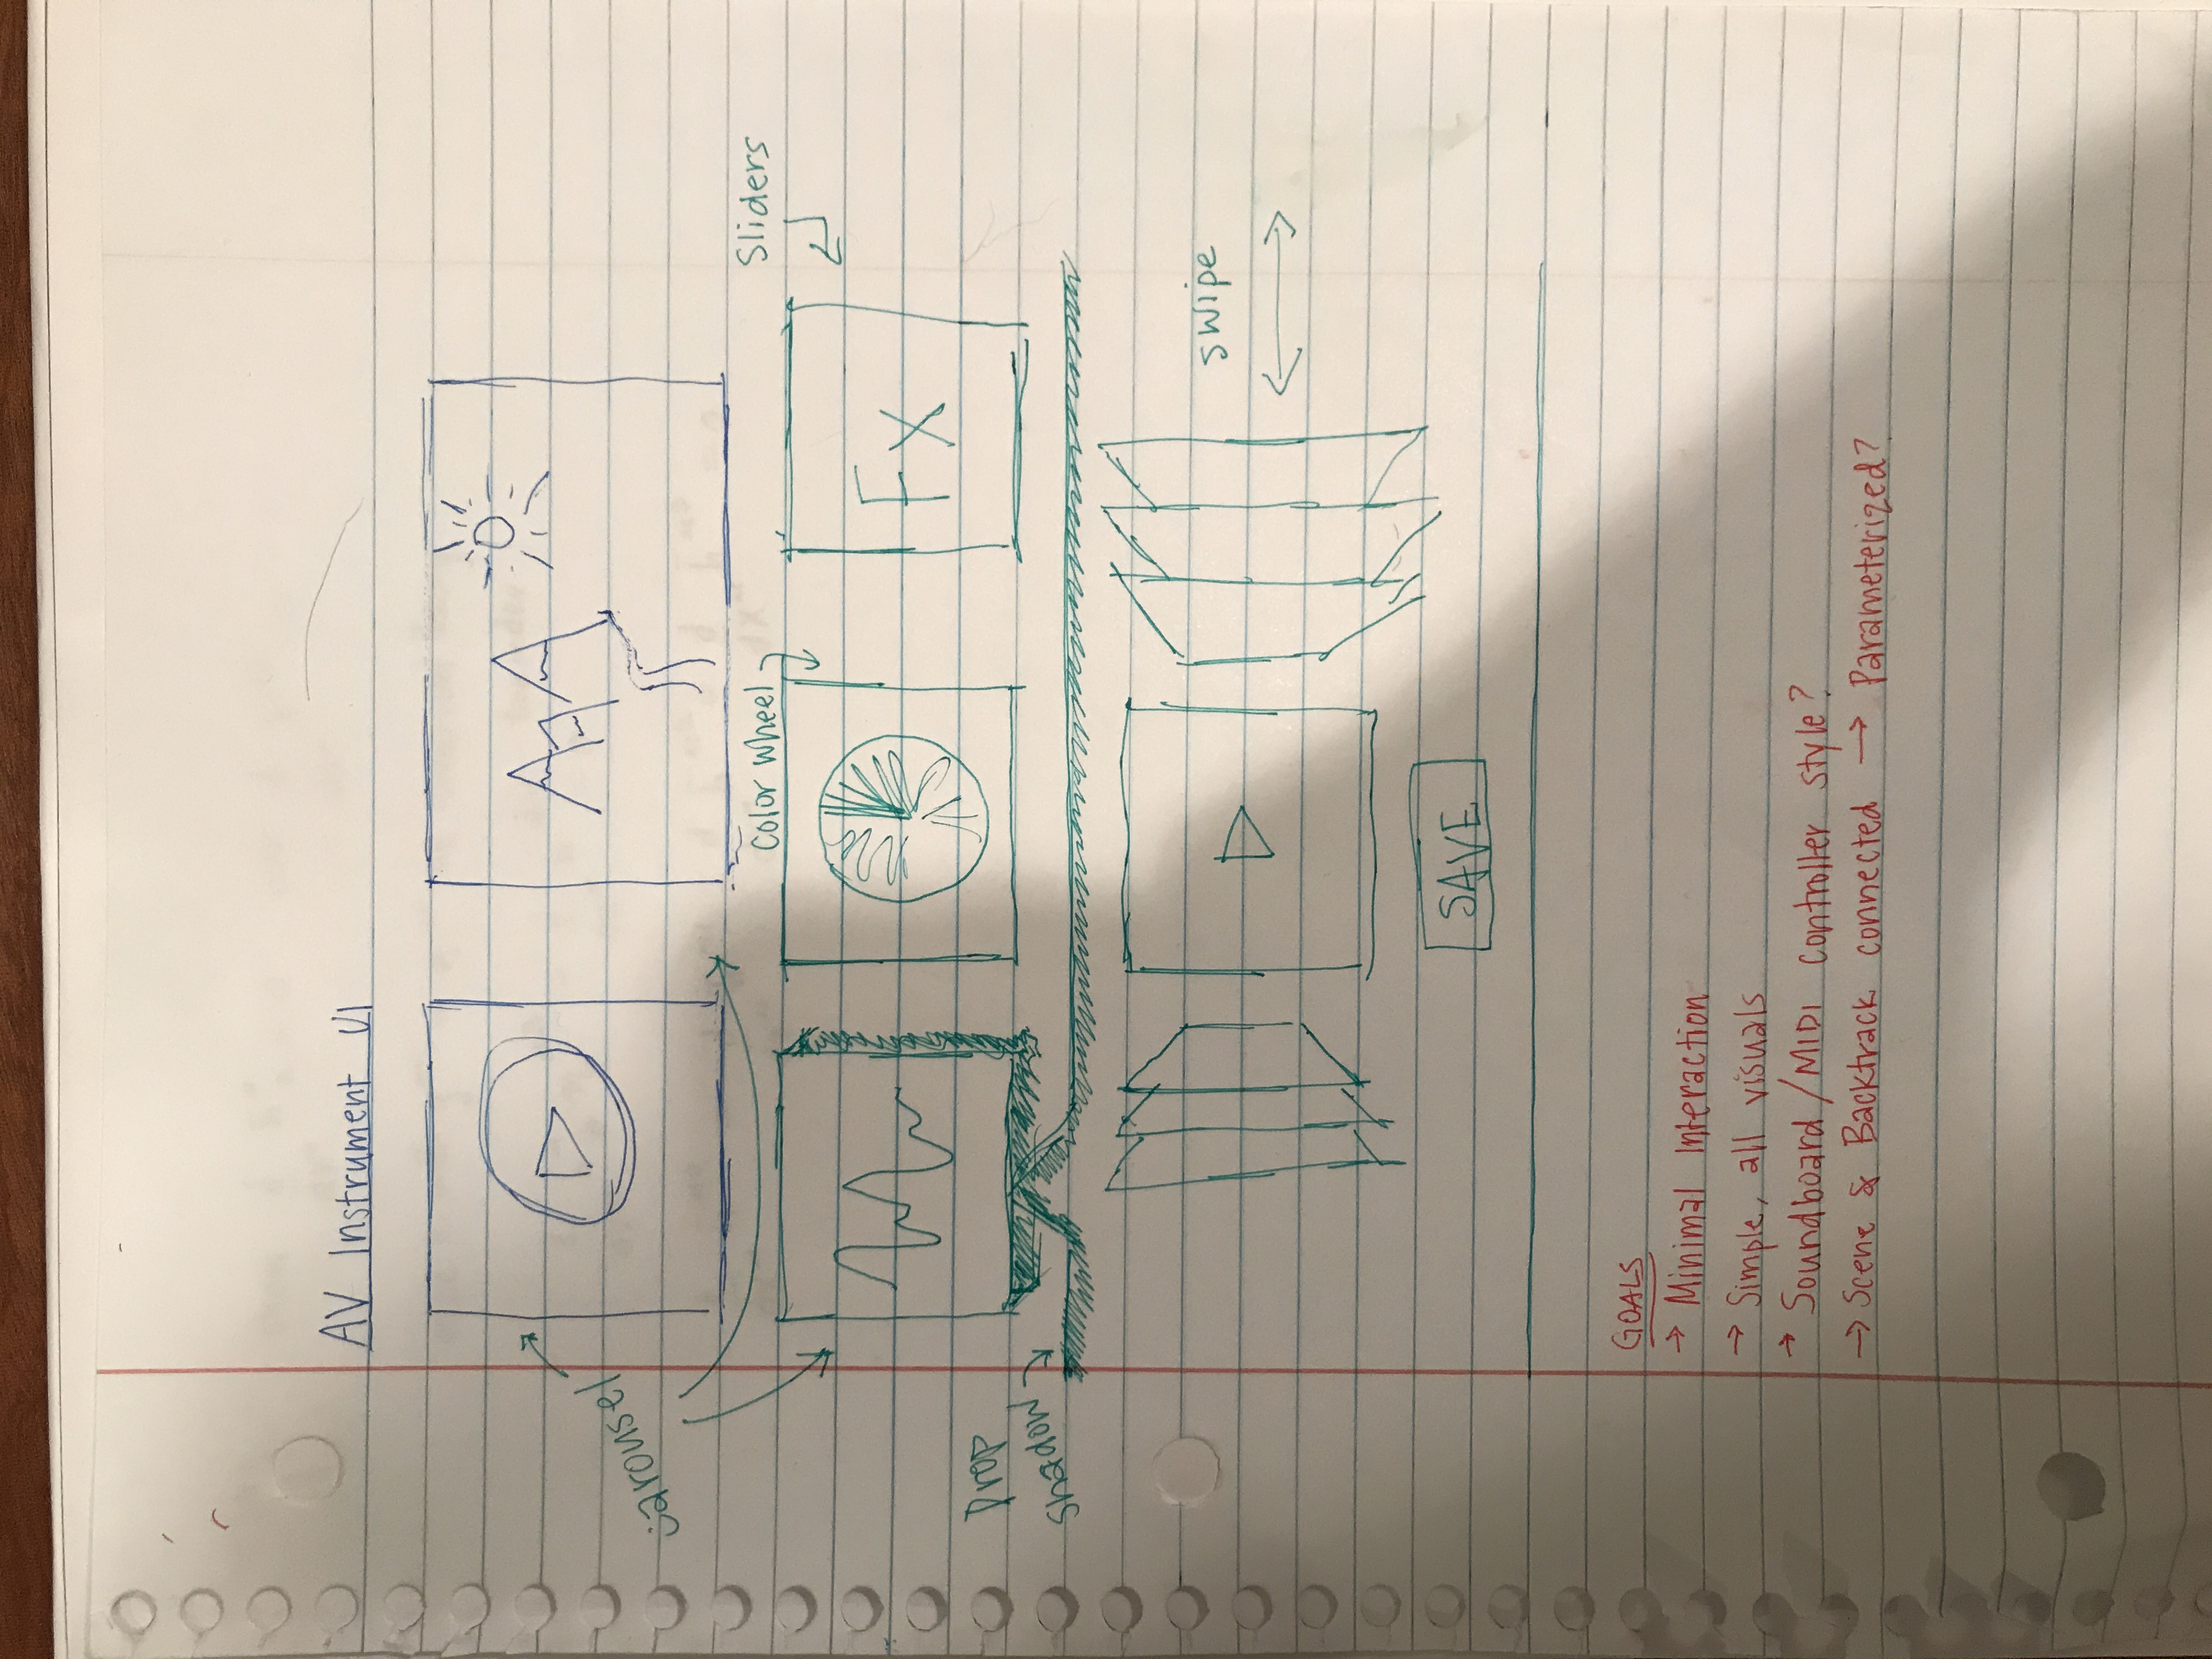 AV Instrument UI
carousel
color wheel
Sliders
FX
Drop
shadow
swipe
SAVE
GOALS
→ Minimal Interaction
→ Simple, all visuals
→ Soundboard / MIDI controller style?
→ Scene & Backtrack connected → Parameterized?